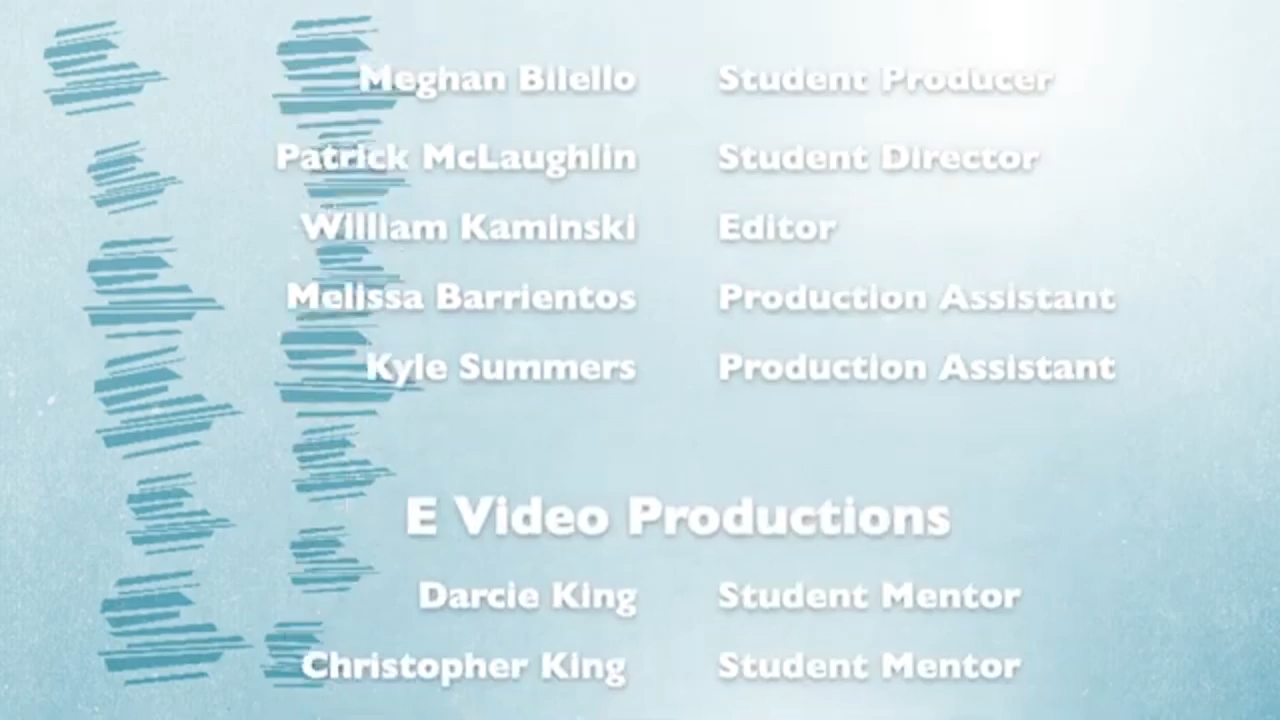 Meghan Bilello Student Producer
Patrick McLaughlin Student Director
William Kaminski Editor
Melissa Barrientos Production Assistant
Kyle Summers Production Assistant
E Video Productions
Darcie King Student Mentor
Christopher King Student Mentor